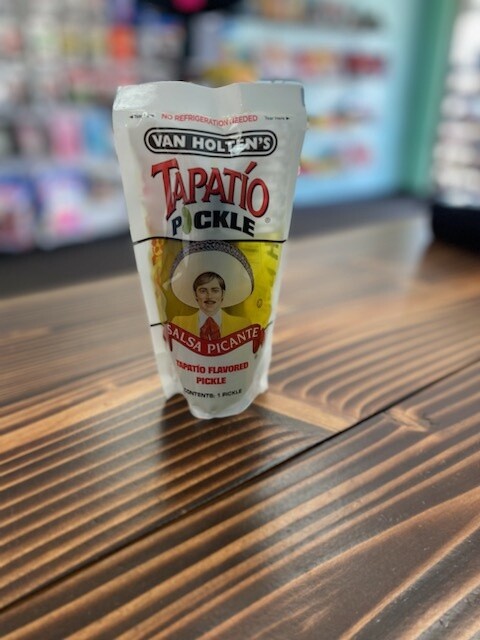 NO REFRIGERATION NEEDED
VAN HOLTEN'S
TAPATÍO
PICKLE
SALSA PICANTE
TAPATÍO FLAVORED
PICKLE
CONTENTS: 1 PICKLE